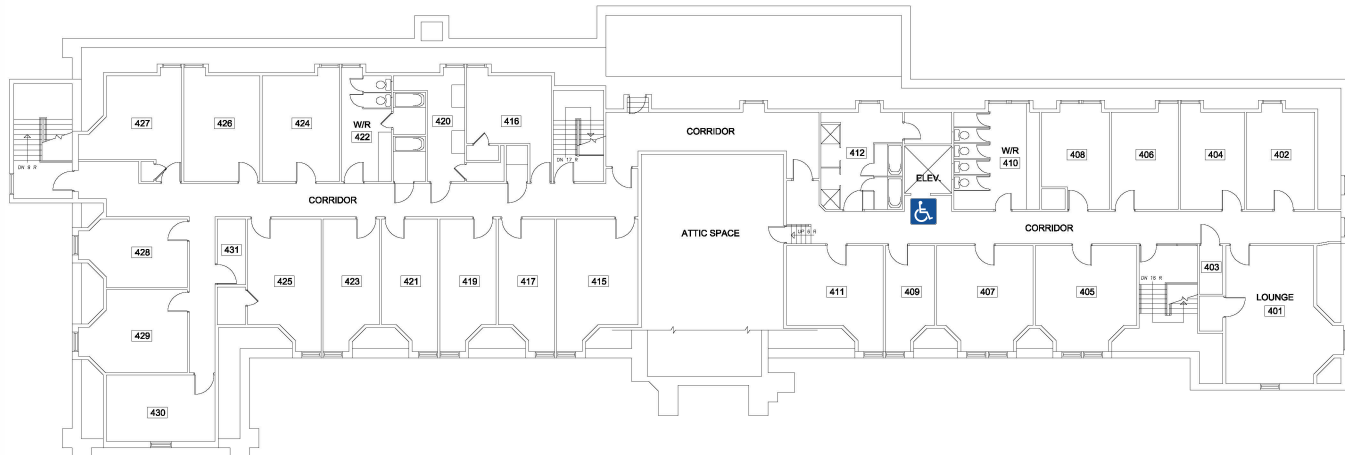 CORRIDOR
427
426
424
W/R
422
420
416
DN 8 R
DN 17 R
412
ELEV.
W/R
410
408
406
404
402
CORRIDOR
ATTIC SPACE
UP 6 R
CORRIDOR
428
431
425
423
421
419
417
415
411
409
407
405
DN 16 R
403
LOUNGE
401
429
430